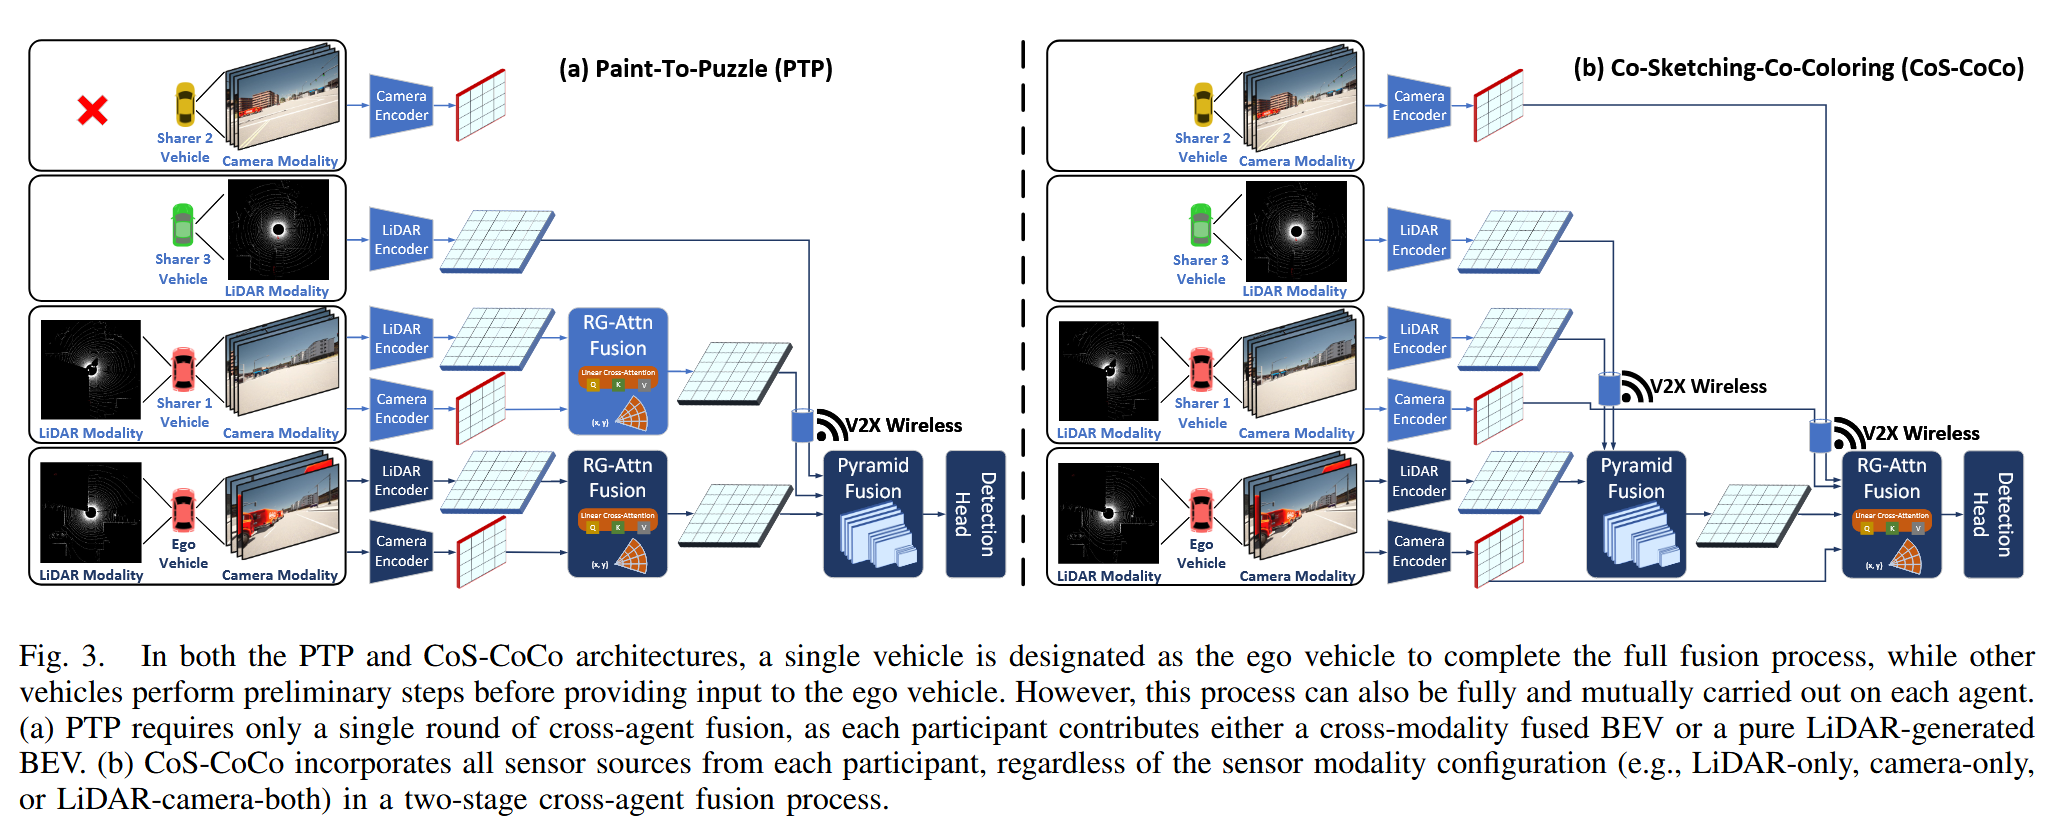 (a) Paint-To-Puzzle (PTP)
Sharer 2
Vehicle
Camera Modality
Camera
Encoder
Sharer 3
Vehicle
LiDAR Modality
LiDAR
Encoder
LiDAR Modality
Sharer 1
Vehicle
Camera Modality
LiDAR
Encoder
Camera
Encoder
RG-Attn
Fusion
Linear Cross-Attention
Q K V
(x, y)
V2X Wireless
LiDAR Modality
Ego
Vehicle
Camera Modality
LiDAR
Encoder
Camera
Encoder
RG-Attn
Fusion
Linear Cross-Attention
Q K V
(x, y)
Pyramid
Fusion
Detection
Head
(b) Co-Sketching-Co-Coloring (CoS-CoCo)
Sharer 2
Vehicle
Camera Modality
Camera
Encoder
Sharer 3
Vehicle
LiDAR Modality
LiDAR
Encoder
LiDAR Modality
Sharer 1
Vehicle
Camera Modality
LiDAR
Encoder
Camera
Encoder
V2X Wireless
V2X Wireless
LiDAR Modality
Ego
Vehicle
Camera Modality
LiDAR
Encoder
Camera
Encoder
Pyramid
Fusion
RG-Attn
Fusion
Linear Cross-Attention
Q K V
(x, y)
Detection
Head
Fig. 3. In both the PTP and CoS-CoCo architectures, a single vehicle is designated as the ego vehicle to complete the full fusion process, while other
vehicles perform preliminary steps before providing input to the ego vehicle. However, this process can also be fully and mutually carried out on each agent.
(a) PTP requires only a single round of cross-agent fusion, as each participant contributes either a cross-modality fused BEV or a pure LiDAR-generated
BEV. (b) CoS-CoCo incorporates all sensor sources from each participant, regardless of the sensor modality configuration (e.g., LiDAR-only, camera-only,
or LiDAR-camera-both) in a two-stage cross-agent fusion process.